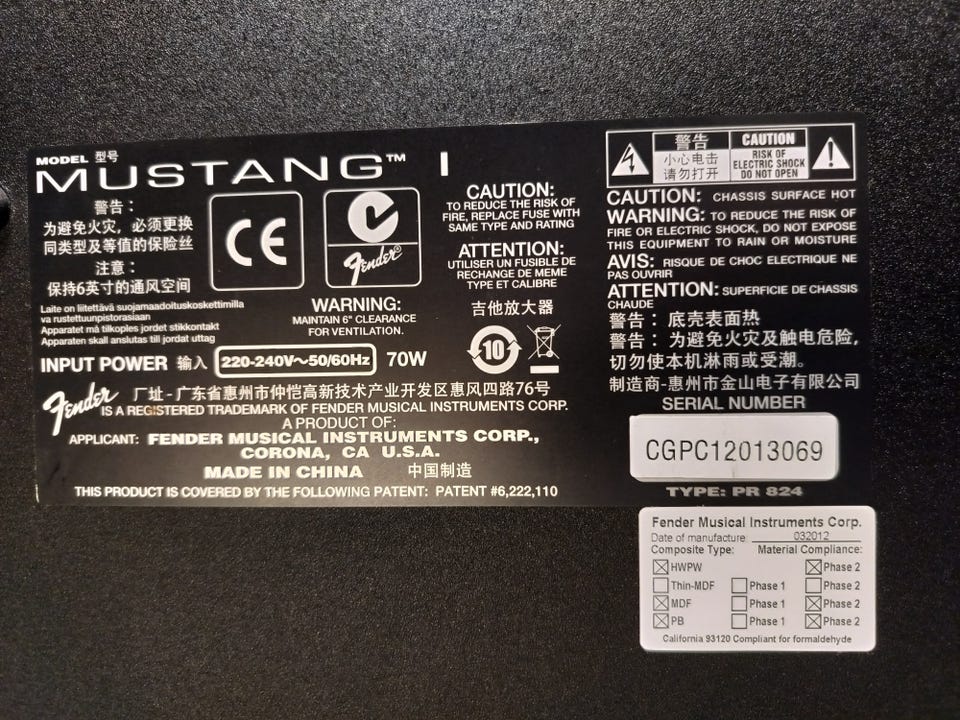 MODEL 型号
MUSTANG™ I
警告:
为避免火灾，必须更换
同类型及等值的保险丝
注意:
保持6英寸的通风空间
Laite on liitettävä suojamaadoituskoskettimilla
va rustettuunpistorasiaan
Apparatet må tilkoples jordet stikkontakt
Apparaten skall anslutas till jordat uttag
CE
C
Fender
WARNING:
MAINTAIN 6" CLEARANCE
FOR VENTILATION.
CAUTION:
TO REDUCE THE RISK OF
FIRE, REPLACE FUSE WITH
SAME TYPE AND RATING
ATTENTION:
UTILISER UN FUSIBLE DE
RECHANGE DE MEME
TYPE ET CALIBRE
吉他放大器
10
INPUT POWER 输入 220-240V~50/60Hz 70W
Fender
厂址-广东省惠州市仲恺高新技术产业开发区惠风四路76号
IS A REGISTERED TRADEMARK OF FENDER MUSICAL INSTRUMENTS CORP.
A PRODUCT OF:
APPLICANT: FENDER MUSICAL INSTRUMENTS CORP.,
CORONA, CA U.S.A.
MADE IN CHINA 中国制造
THIS PRODUCT IS COVERED BY THE FOLLOWING PATENT: PATENT #6,222,110
警告
小心电击
请勿打开
CAUTION
RISK OF
ELECTRIC SHOCK
DO NOT OPEN
CAUTION: CHASSIS SURFACE HOT
WARNING: TO REDUCE THE RISK OF
FIRE OR ELECTRIC SHOCK, DO NOT EXPOSE
THIS EQUIPMENT TO RAIN OR MOISTURE
AVIS: RISQUE DE CHOC ELECTRIQUE NE
PAS OUVRIR
ATTENTION: SUPERFICIE DE CHASSIS
CHAUDE
警告: 底壳表面热
警告: 为避免火灾及触电危险,
切勿使本机淋雨或受潮.
制造商-惠州市金山电子有限公司
SERIAL NUMBER
CGPC12013069
TYPE: PR 824
Fender Musical Instruments Corp.
Date of manufacture: 032012
Composite Type: Material Compliance:
HWPW Phase 2
Thin-MDF Phase 1 Phase 2
MDF Phase 1 Phase 2
PB Phase 1 Phase 2
California 93120 Compliant for formaldehyde